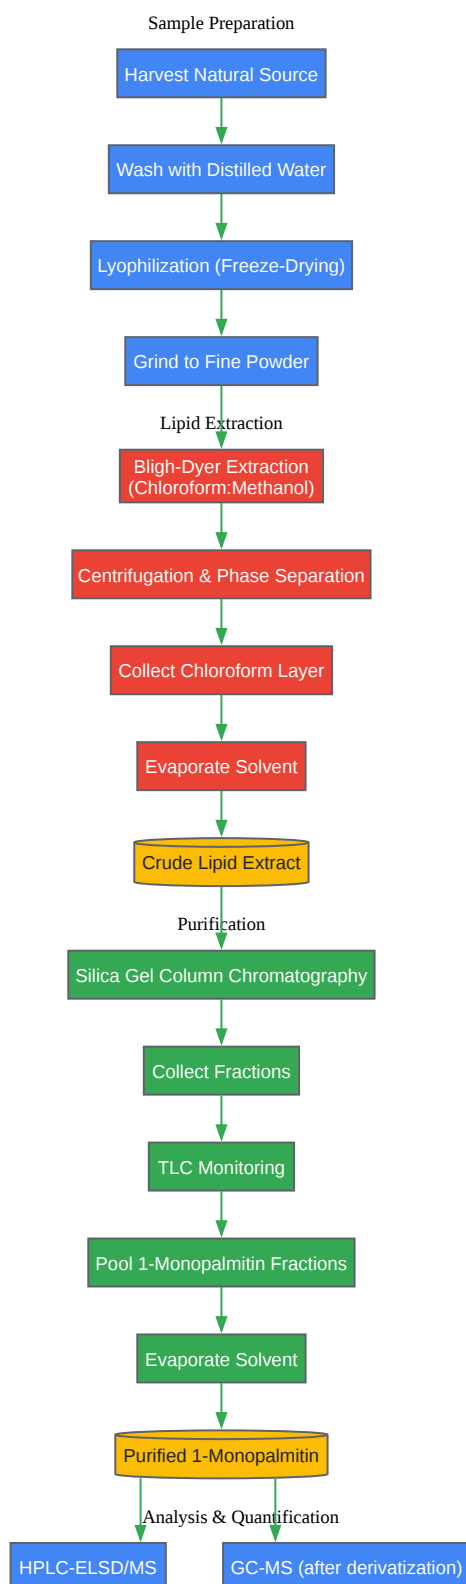 Sample Preparation
Harvest Natural Source
Wash with Distilled Water
Lyophilization (Freeze-Drying)
Grind to Fine Powder
Lipid Extraction
Bligh-Dyer Extraction
(Chloroform:Methanol)
Centrifugation & Phase Separation
Collect Chloroform Layer
Evaporate Solvent
Crude Lipid Extract
Purification
Silica Gel Column Chromatography
Collect Fractions
TLC Monitoring
Pool 1-Monopalmitin Fractions
Evaporate Solvent
Purified 1-Monopalmitin
Analysis & Quantification
HPLC-ELSD/MS
GC-MS (after derivatization)